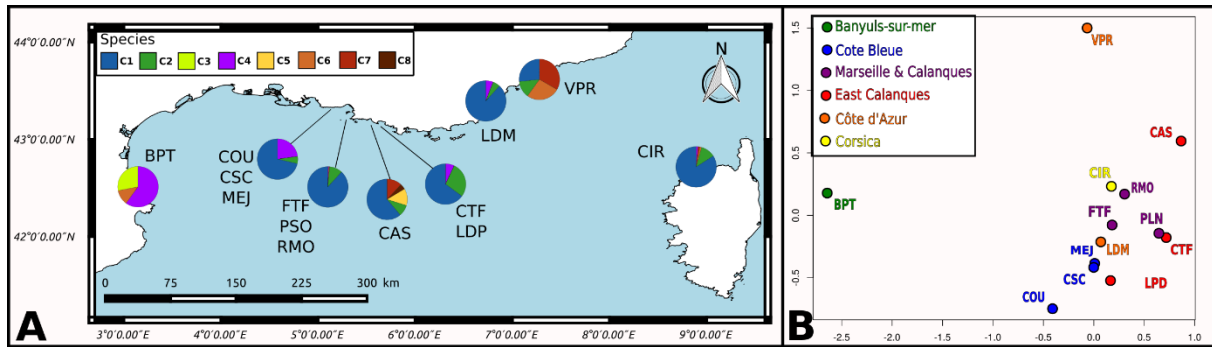 Species
C1 C2 C3 C4 C5 C6 C7 C8
N
44°0′0.00″N
43°0′0.00″N
42°0′0.00″N
VPR
LDM
BPT
COU
CSC
MEJ
FTF
PSO
RMO
CAS
CTF
LDP
CIR
0 75 150 225 300 km
A
3°0′0.00″E 4°0′0.00″E 5°0′0.00″E 6°0′0.00″E 7°0′0.00″E 8°0′0.00″E 9°0′0.00″E
Banyuls-sur-mer
Cote Bleue
Marseille & Calanques
East Calanques
Côte d'Azur
Corsica
1.5
1.0
0.5
0.0
-0.5
VPR
CAS
CIR
RMO
BPT
FTF
PLN
LDM
CTF
MEJ
CSC
LPD
COU
B
-2.5 -2.0 -1.5 -1.0 -0.5 0.0 0.5 1.0